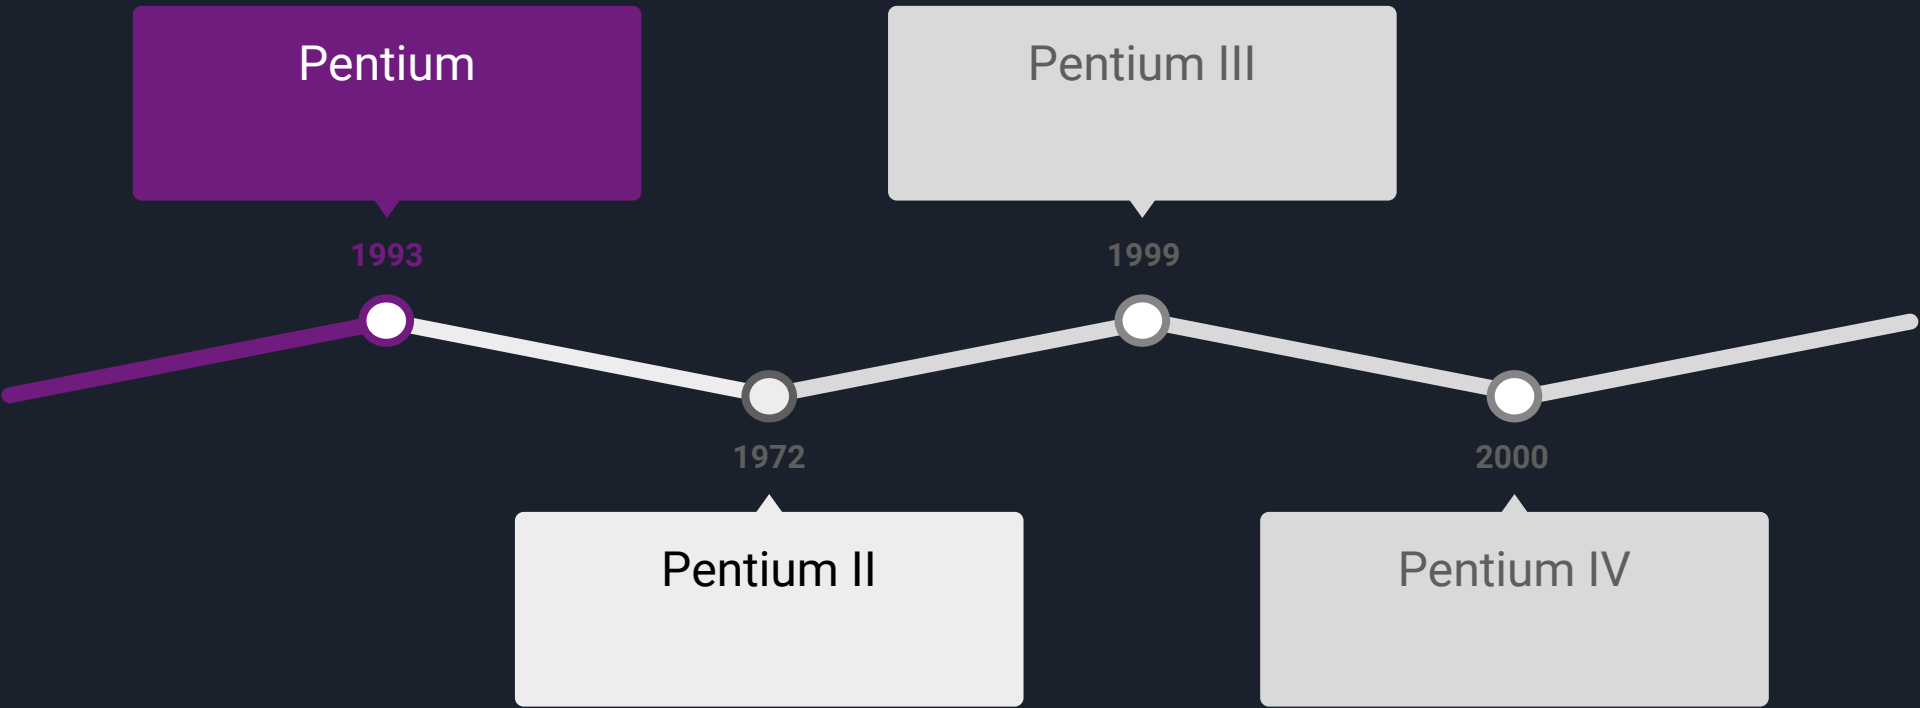 Pentium
1993
1972
Pentium II
Pentium III
1999
2000
Pentium IV